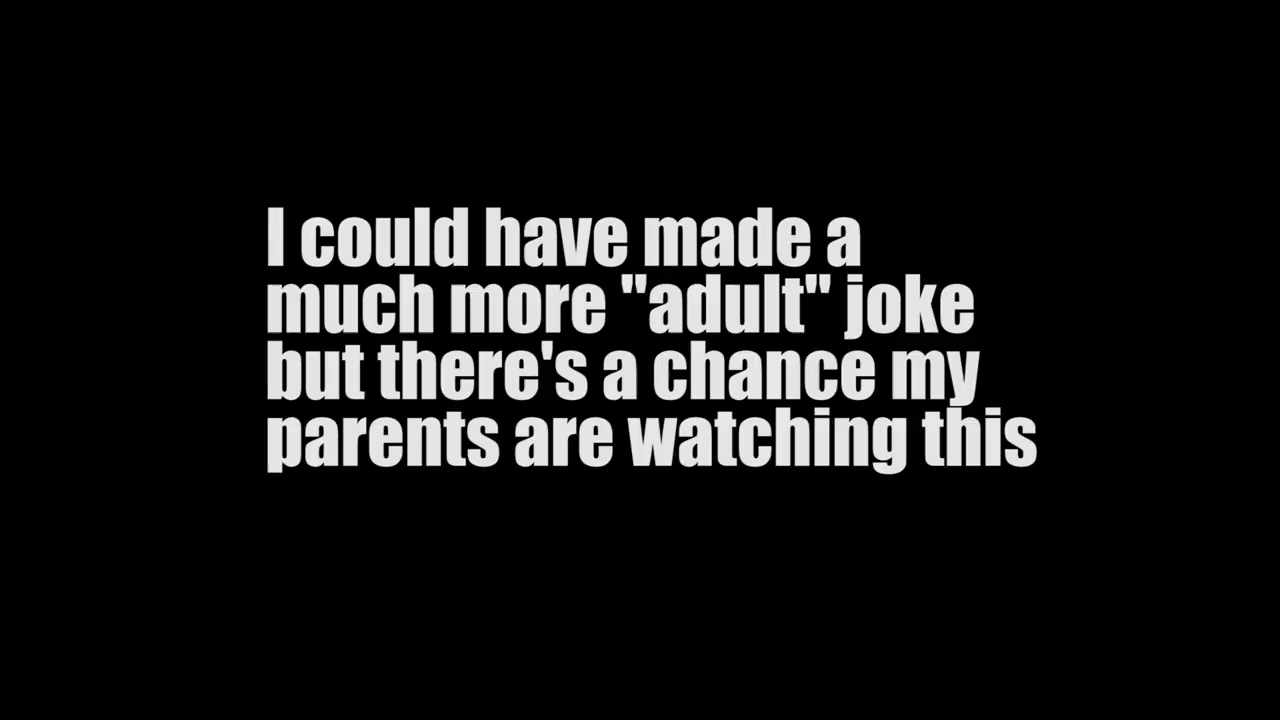 I could have made a
much more "adult" joke
but there's a chance my
parents are watching this